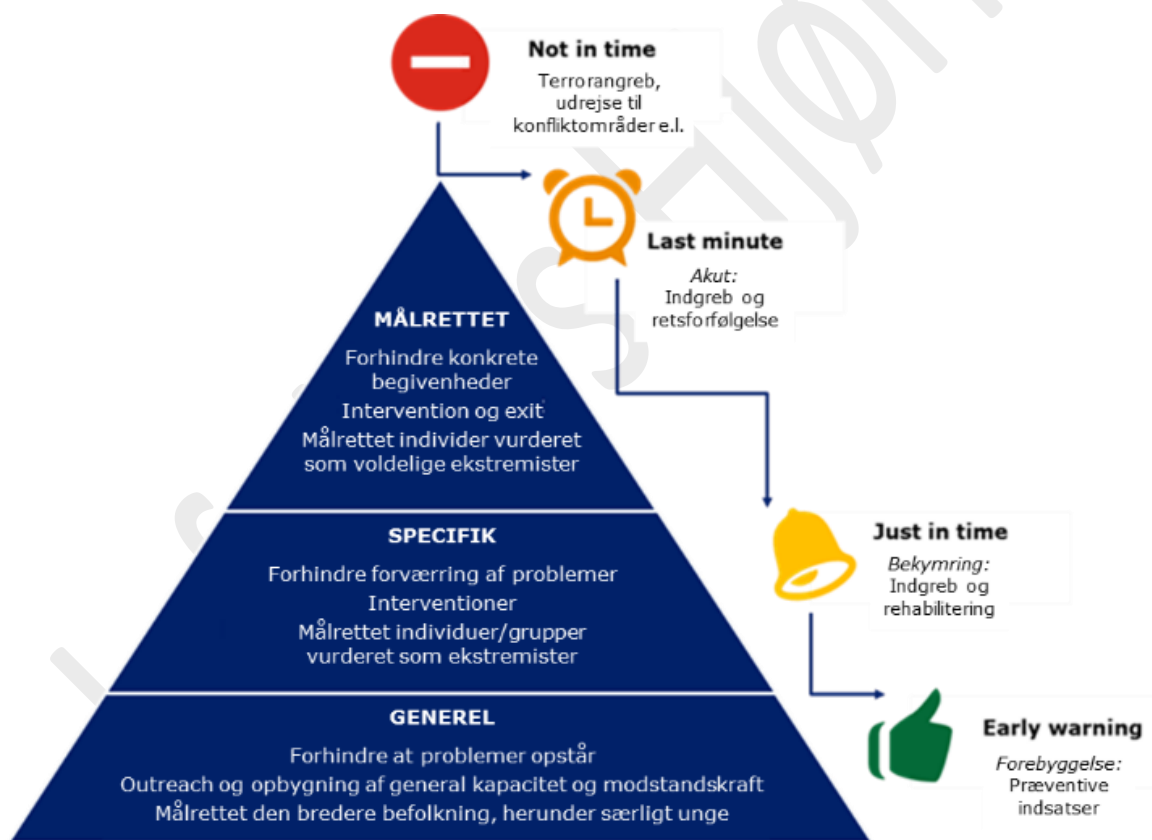 Not in time
Terrorangreb,
udrejse til
konfliktområder e.l.
Last minute
Akut:
Indgreb og
retsforfølgelse
MÅLRETTET
Forhindre konkrete
begivenheder
Intervention og exit
Målrettet individer vurderet
som voldelige ekstremister
Just in time
Bekymring:
Indgreb og
rehabilitering
SPECIFIK
Forhindre forværring af problemer
Interventioner
Målrettet individuer/grupper
vurderet som ekstremister
Early warning
Forebyggelse:
Præventive
indsatser
GENEREL
Forhindre at problemer opstår
Outreach og opbygning af general kapacitet og modstandskraft
Målrettet den bredere befolkning, herunder særligt unge